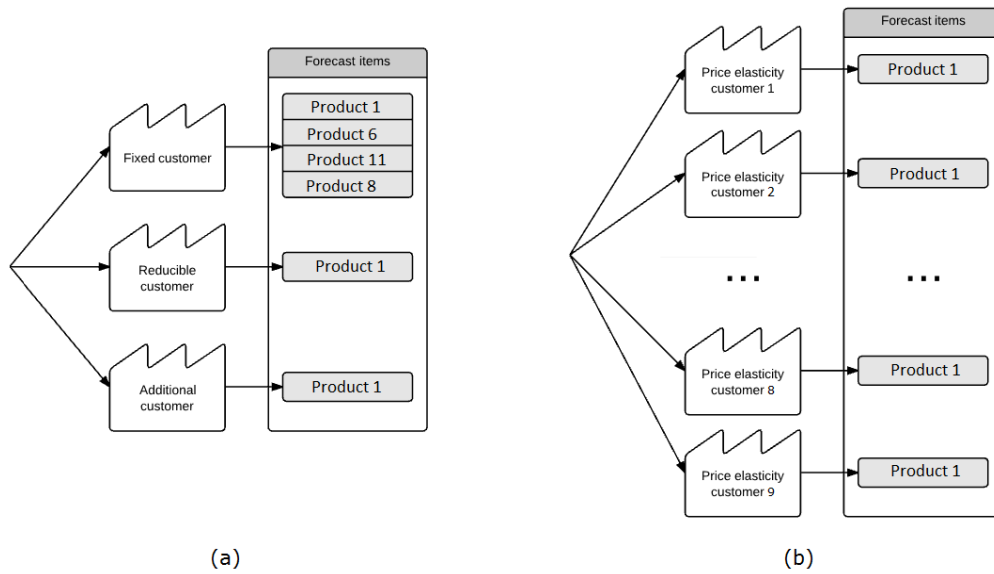 Forecast items
Product 1
Product 6
Product 11
Product 8
Fixed customer
Reducible
customer
Product 1
Additional
customer
Product 1
(a)
Forecast items
Price elasticity
customer 1
Product 1
Price elasticity
customer 2
Product 1
...
...
Price elasticity
customer 8
Product 1
Price elasticity
customer 9
Product 1
(b)